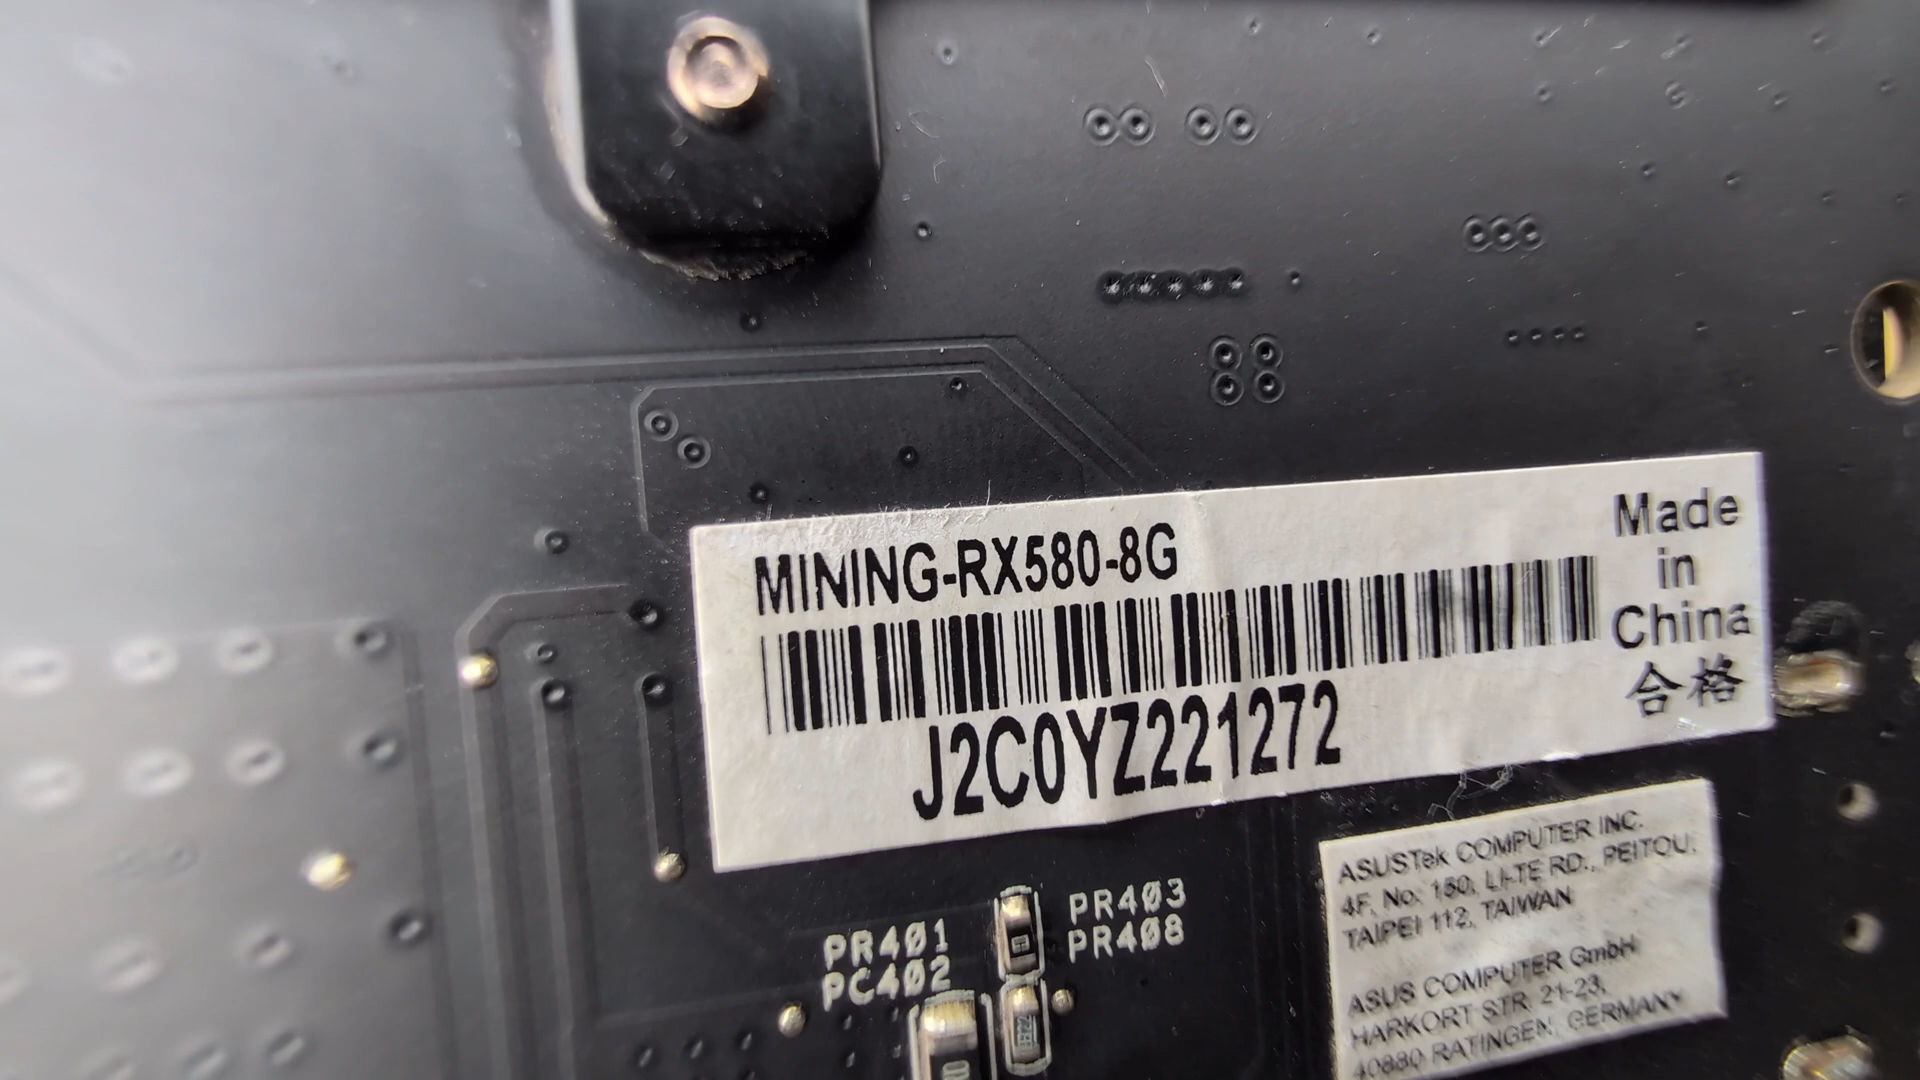 MINING-RX580-8G
J2C0YZ221272
Made
in
China
合格
PR401
PC402
PR403
PR408
ASUSTek COMPUTER INC.
4F, No. 150, LI-TE RD., PEITOU,
TAIPEI 112, TAIWAN
ASUS COMPUTER GmbH
HARKORT STR. 21-23,
40880 RATINGEN, GERMANY